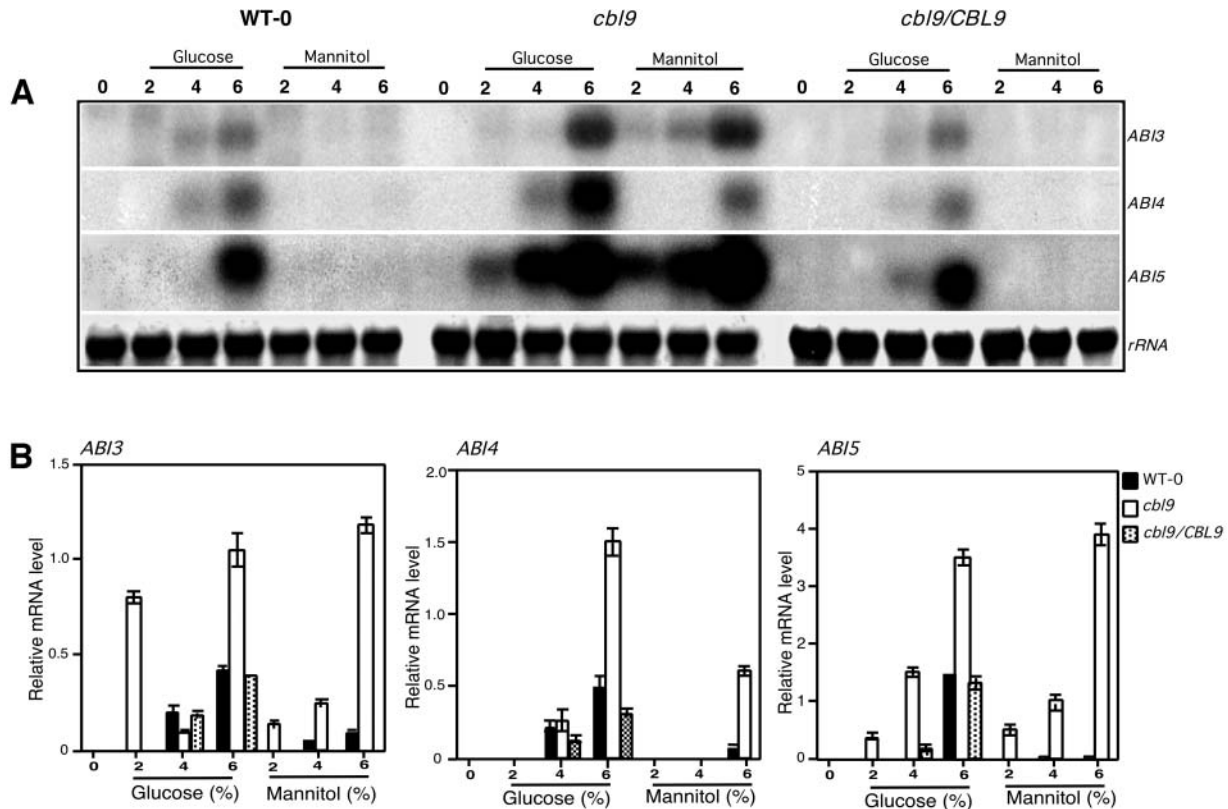 WT-0 cbl9 cbl9/CBL9
Glucose Mannitol Glucose Mannitol Glucose Mannitol
0 2 4 6 2 4 6 0 2 4 6 2 4 6 0 2 4 6 2 4 6
A
ABI3
ABI4
ABI5
rRNA
B
ABI3
Relative mRNA level
1.5
1.0
0.5
0
0 2 4 6 2 4 6
Glucose (%) Mannitol (%)
ABI4
Relative mRNA level
2.0
1.5
1.0
0.5
0
0 2 4 6 2 4 6
Glucose (%) Mannitol (%)
ABI5
Relative mRNA level
5
4
3
2
1
0
0 2 4 6 2 4 6
Glucose (%) Mannitol (%)
WT-0
cbl9
cbl9/CBL9